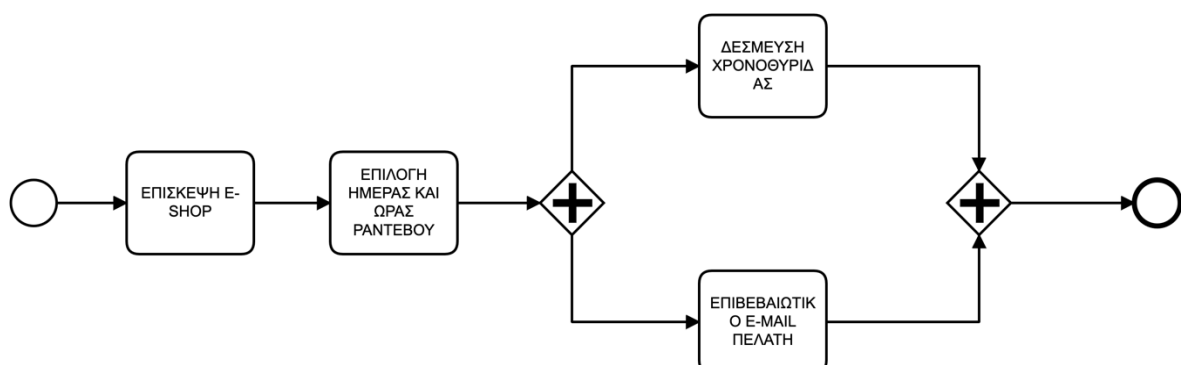 ΕΠΙΣΚΕΨΗ E-
SHOP
ΕΠΙΛΟΓΗ
ΗΜΕΡΑΣ ΚΑΙ
ΩΡΑΣ
ΡΑΝΤΕΒΟΥ
ΔΕΣΜΕΥΣΗ
ΧΡΟΝΟΘΥΡΙΔ
ΑΣ
ΕΠΙΒΕΒΑΙΩΤΙΚ
Ο E-MAIL
ΠΕΛΑΤΗ